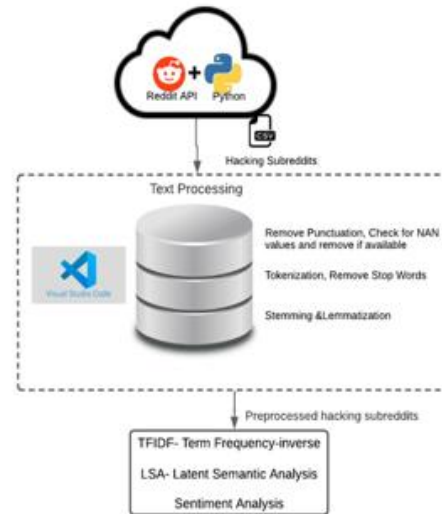 Reddit API
Python
CSV
Hacking Subreddits
Text Processing
Remove Punctuation, Check for NAN
values and remove if available
Tokenization, Remove Stop Words
Visual Studio Code
Stemming &Lemmatization
Preprocessed hacking subreddits
TFIDF- Term Frequency-inverse
LSA- Latent Semantic Analysis
Sentiment Analysis